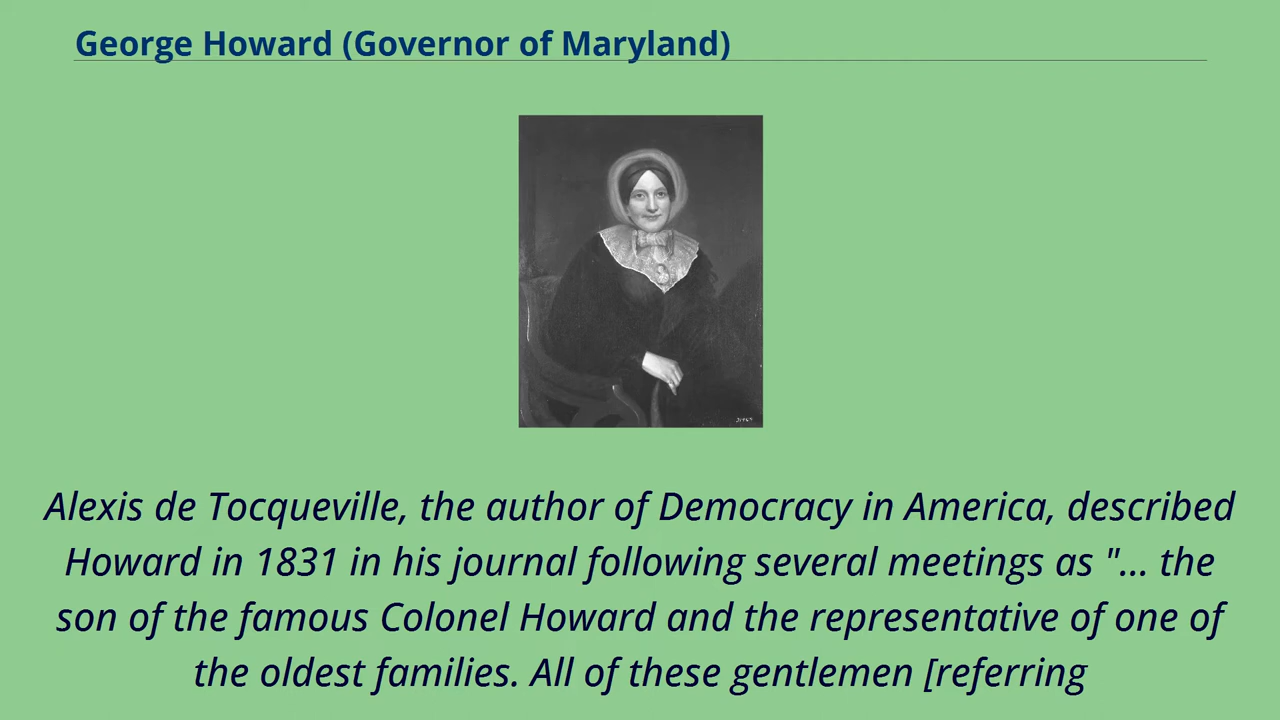 George Howard (Governor of Maryland)
Alexis de Tocqueville, the author of Democracy in America, described
Howard in 1831 in his journal following several meetings as "... the
son of the famous Colonel Howard and the representative of one of
the oldest families. All of these gentlemen [referring